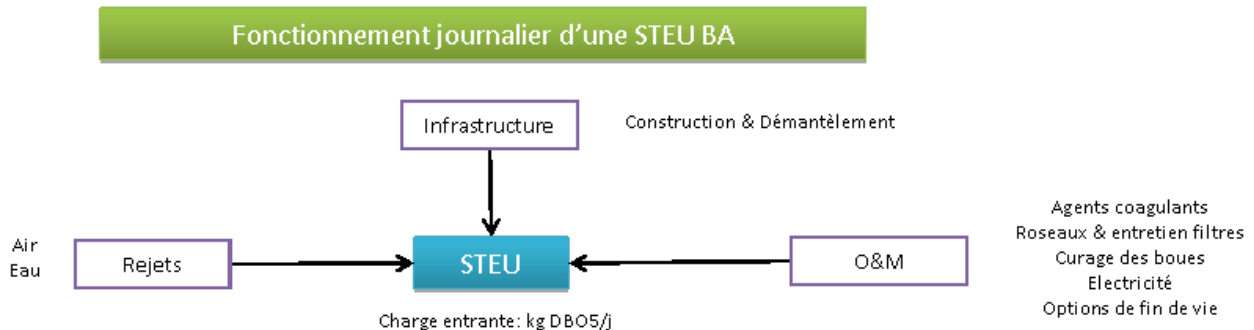 Fonctionnement journalier d'une STEU BA
Infrastructure
Construction & Démantèlement
Air
Eau
Rejets
STEU
O&M
Agents coagulants
Roseaux & entretien filtres
Curage des boues
Electricité
Options de fin de vie
Charge entrante: kg DBO5/j